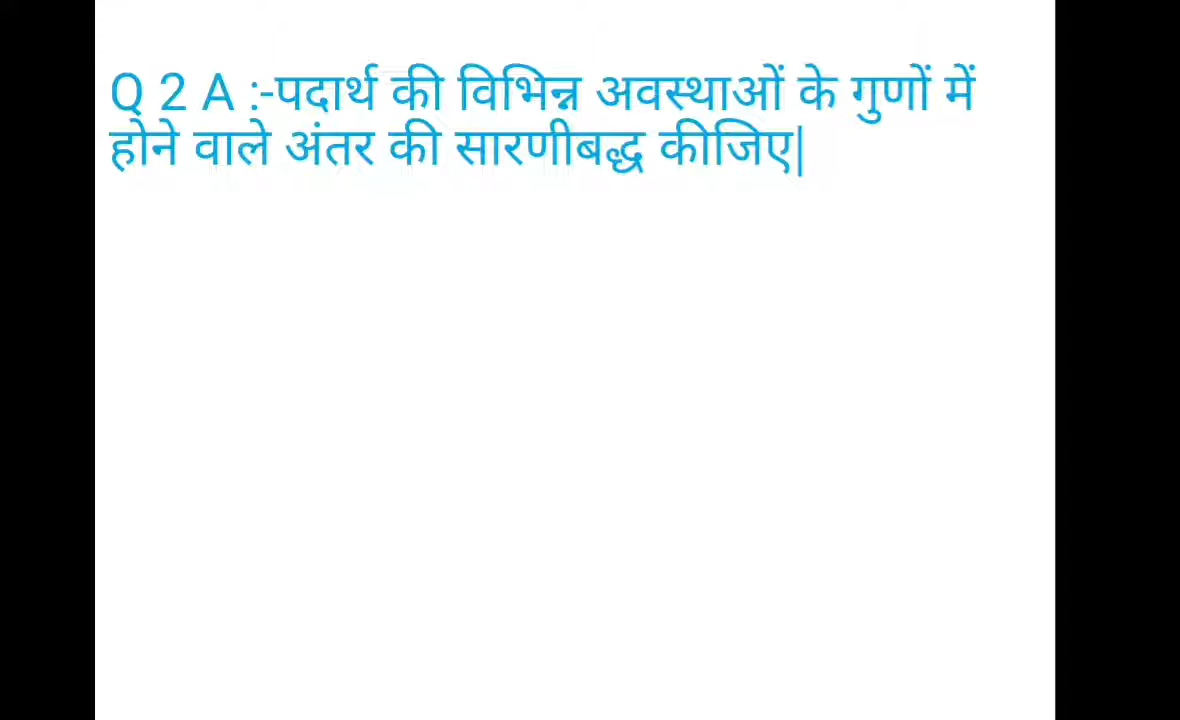 Q 2 A :-पदार्थ की विभिन्न अवस्थाओं के गुणों में
होने वाले अंतर की सारणीबद्ध कीजिए|